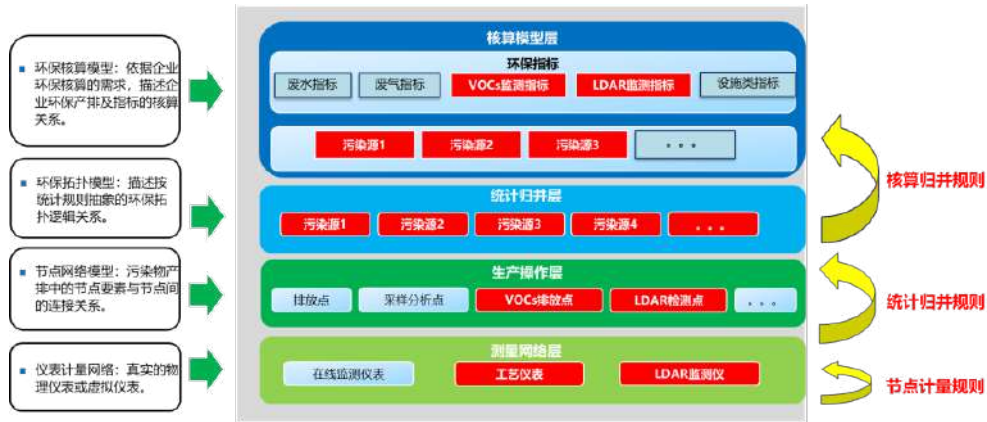 环保核算模型：依据企业
环保核算的需求，描述企
业环保产排及指标的核算
关系。
环保拓扑模型：描述按
统计规则抽象的环保拓
扑逻辑关系。
节点网络模型：污染物产
排中的节点要素与节点间
的连接关系。
仪表计量网络：真实的物
理仪表或虚拟仪表。
核算模型层
环保指标
废水指标 废气指标 VOCs监测指标 LDAR监测指标 设施类指标
污染源1 污染源2 污染源3 ・・・
统计归并层
污染源1 污染源2 污染源3 污染源4 ・・・
生产操作层
排放点 采样分析点 VOCs排放点 LDAR检测点 ・・・
测量网络层
在线监测仪表 工艺仪表 LDAR监测仪
核算归并规则
统计归并规则
节点计量规则